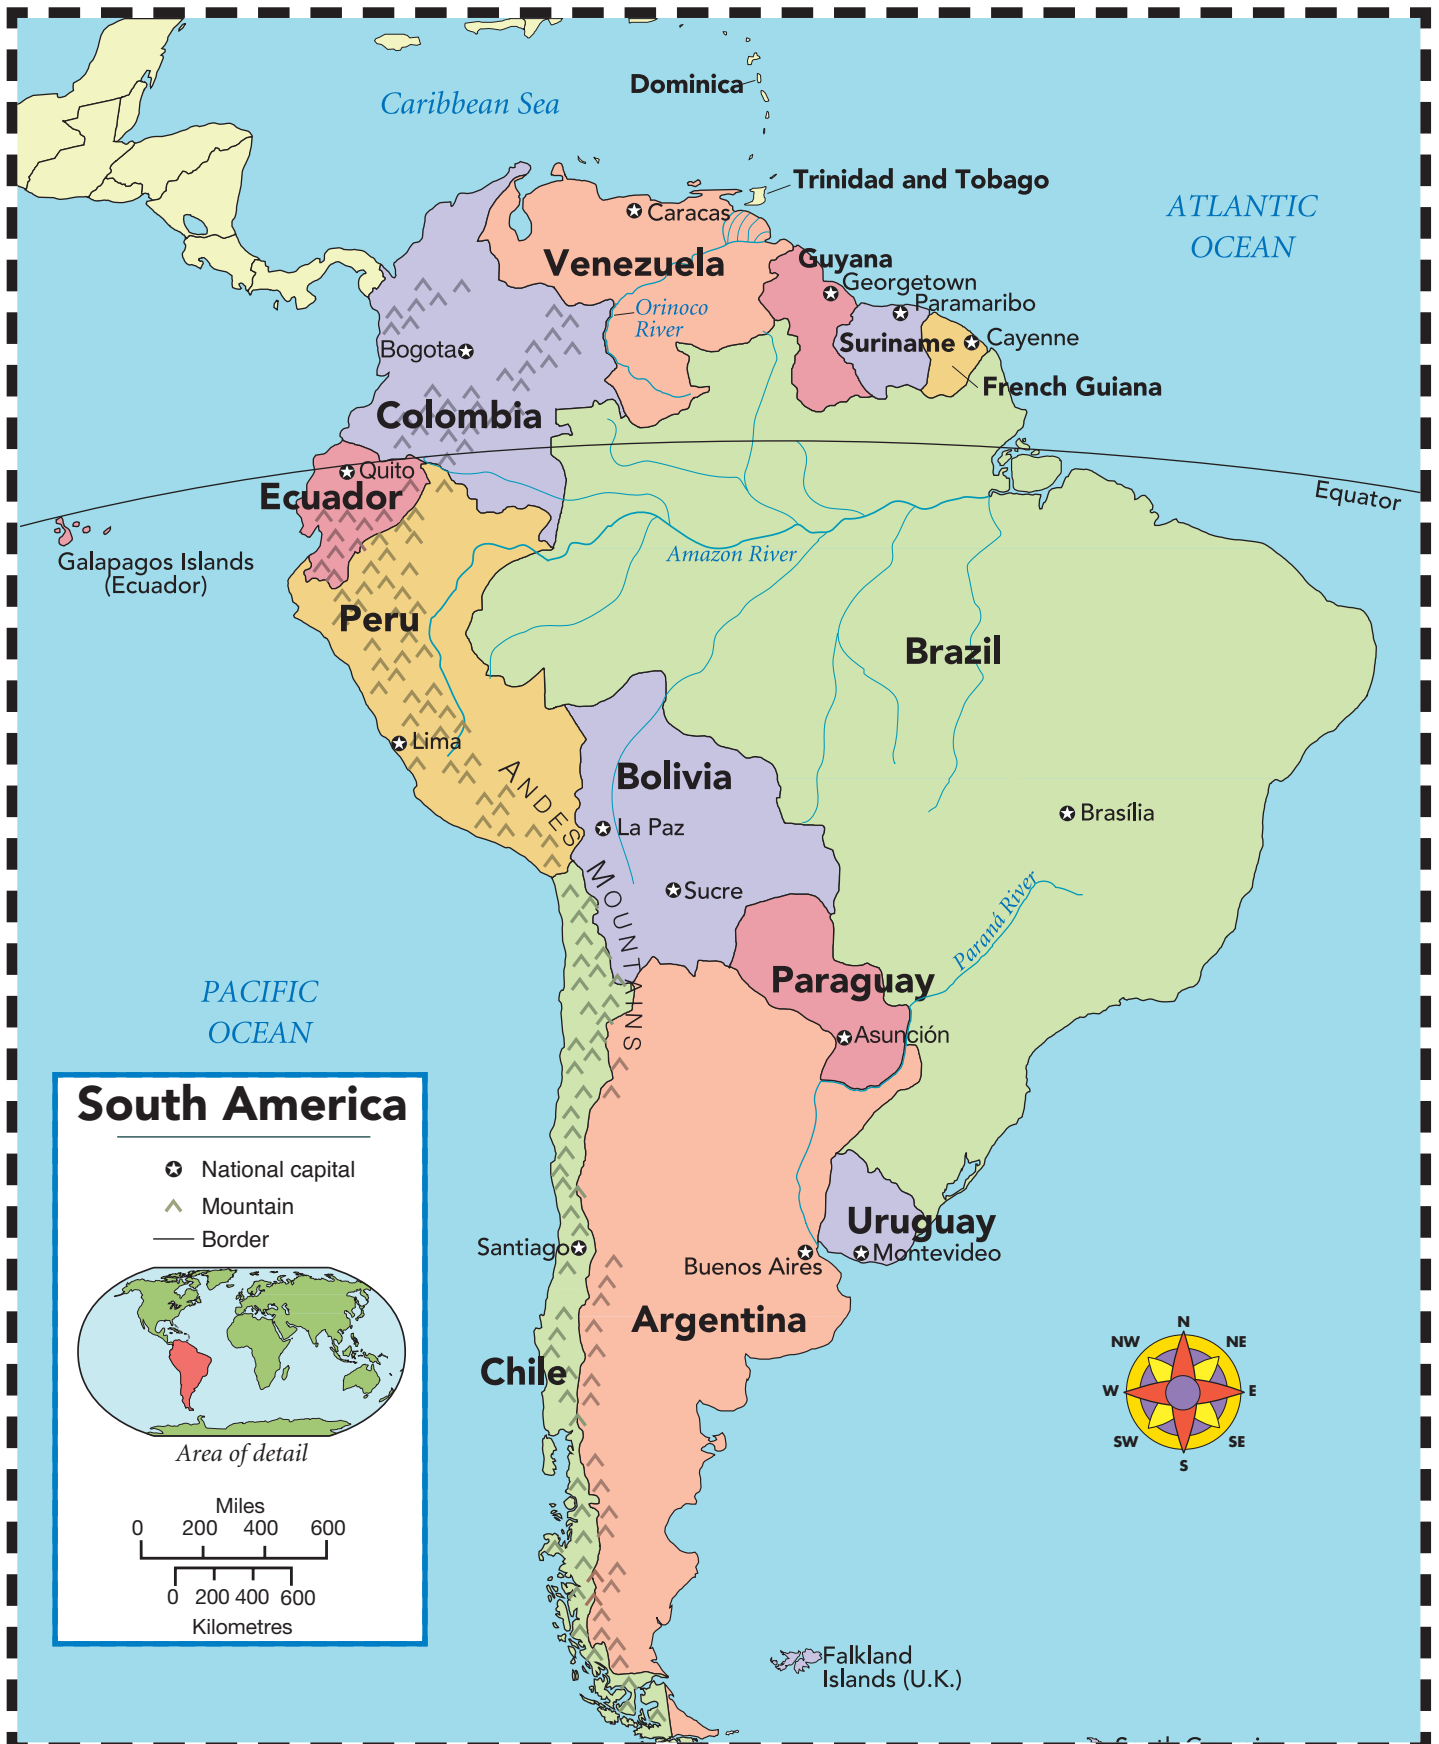 Dominica
Caribbean Sea
Trinidad and Tobago
ATLANTIC
OCEAN
Caracas
Venezuela
Guyana
Georgetown
Orinoco
River
Paramaribo
Suriname
Cayenne
French Guiana
Bogota
Colombia
Quito
Ecuador
Equator
Galapagos Islands
(Ecuador)
Amazon River
Peru
Brazil
Lima
ANDES MOUNTAINS
Bolivia
La Paz
Brasília
Sucre
Paraná River
Paraguay
Asunción
PACIFIC
OCEAN
South America
National capital
Mountain
Border
Area of detail
Miles
0 200 400 600
0 200 400 600
Kilometres
Santiago
Uruguay
Montevideo
Buenos Aires
Argentina
Chile
N
NW NE
W E
SW SE
S
Falkland
Islands (U.K.)